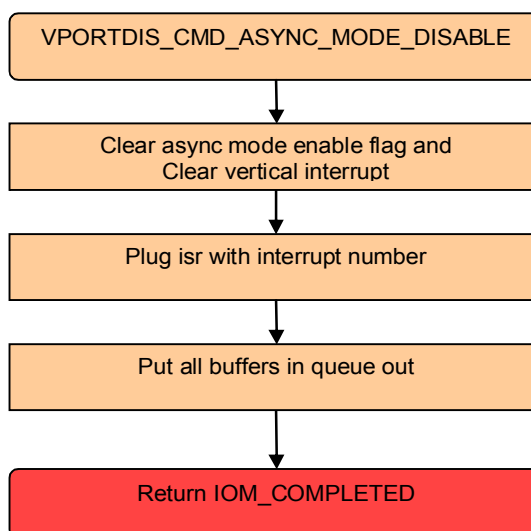 VPORTDIS_CMD_ASYNC_MODE_DISABLE
Clear async mode enable flag and
Clear vertical interrupt
Plug isr with interrupt number
Put all buffers in queue out
Return IOM_COMPLETED